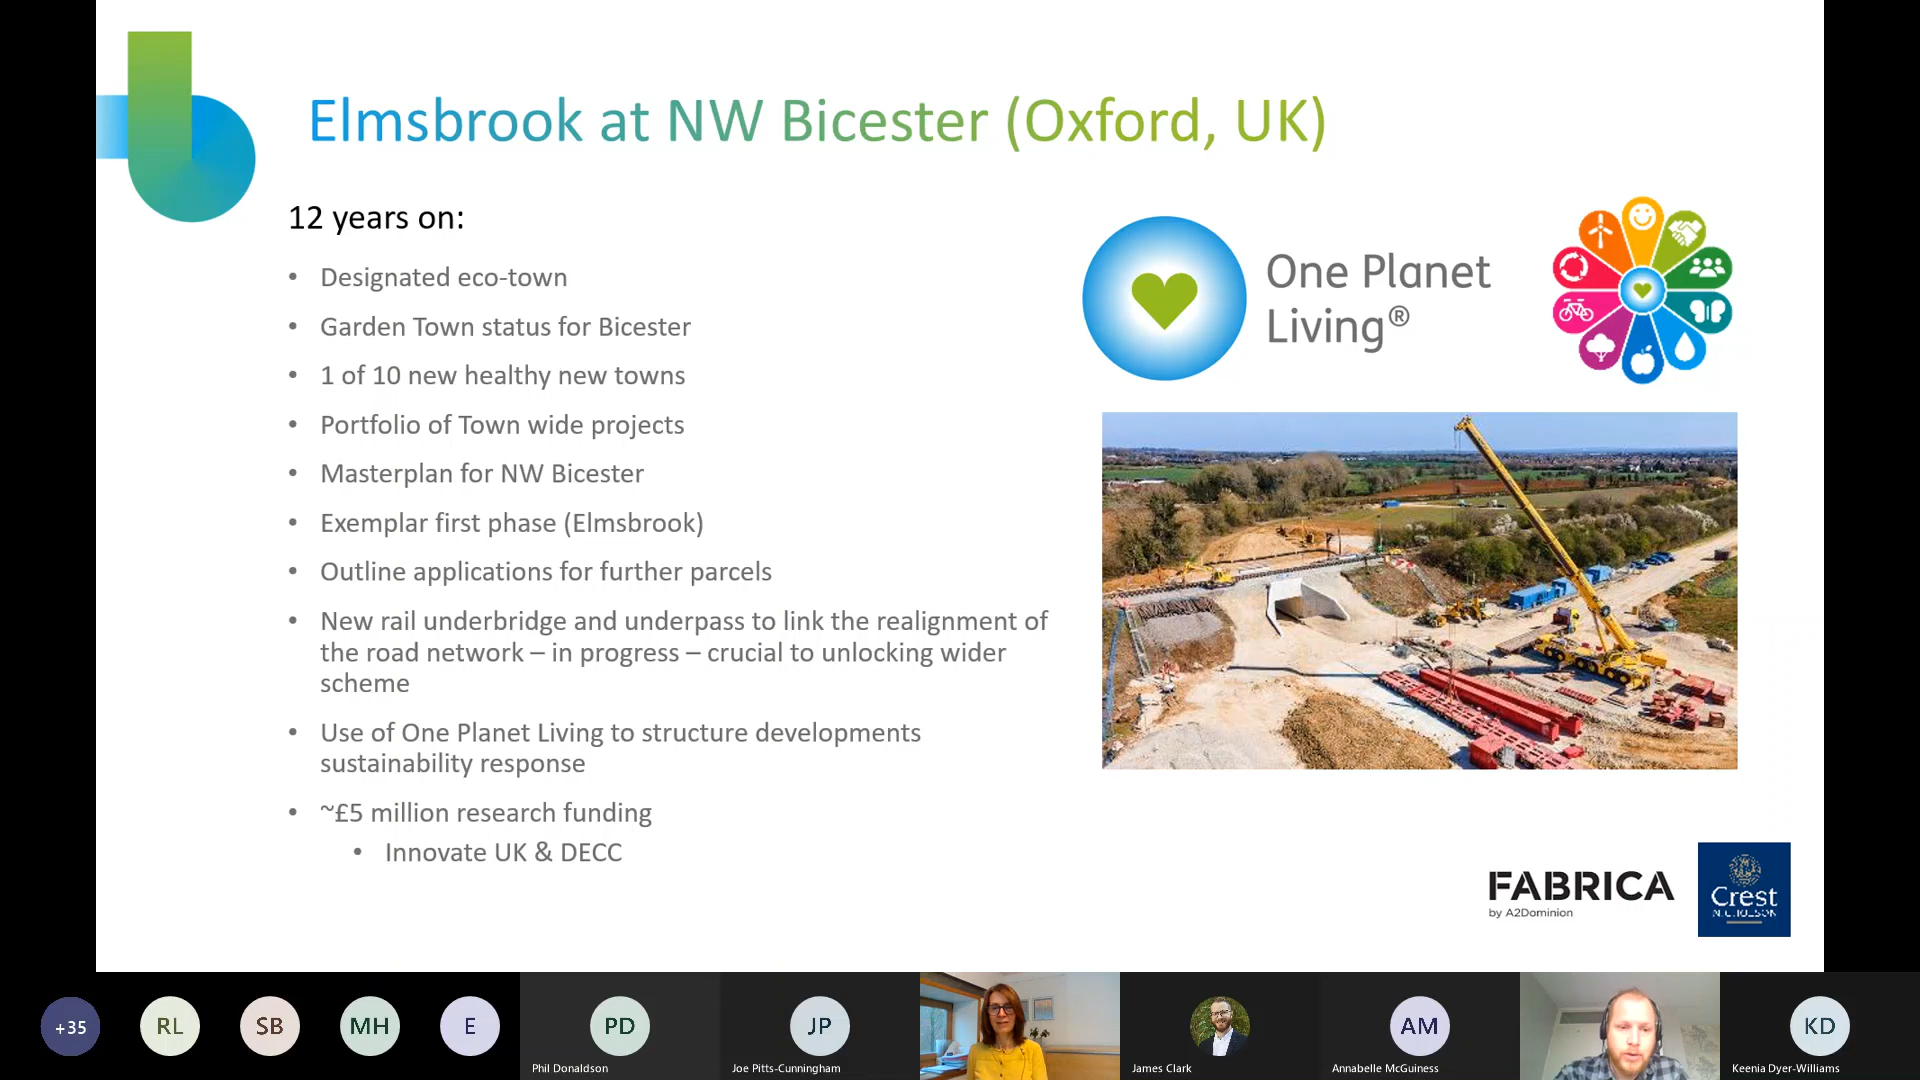 Elmsbrook at NW Bicester (Oxford, UK)
12 years on:
• Designated eco-town
• Garden Town status for Bicester
• 1 of 10 new healthy new towns
• Portfolio of Town wide projects
• Masterplan for NW Bicester
• Exemplar first phase (Elmsbrook)
• Outline applications for further parcels
• New rail underbridge and underpass to link the realignment of
the road network – in progress – crucial to unlocking wider
scheme
• Use of One Planet Living to structure developments
sustainability response
• ~£5 million research funding
• Innovate UK & DECC
One Planet
Living®
FABRICA
by A2Dominion
Crest
NICHOLSON
+35
RL
SB
MH
E
PD
Phil Donaldson
JP
Joe Pitts-Cunningham
James Clark
AM
Annabelle McGuiness
KD
Keenia Dyer-Williams